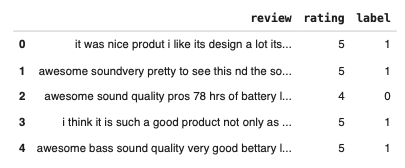 review rating label
0 it was nice produt i like its design a lot its... 5 1
1 awesome soundvery pretty to see this nd the so... 5 1
2 awesome sound quality pros 78 hrs of battery l... 4 0
3 i think it is such a good product not only as ... 5 1
4 awesome bass sound quality very good bettary l... 5 1